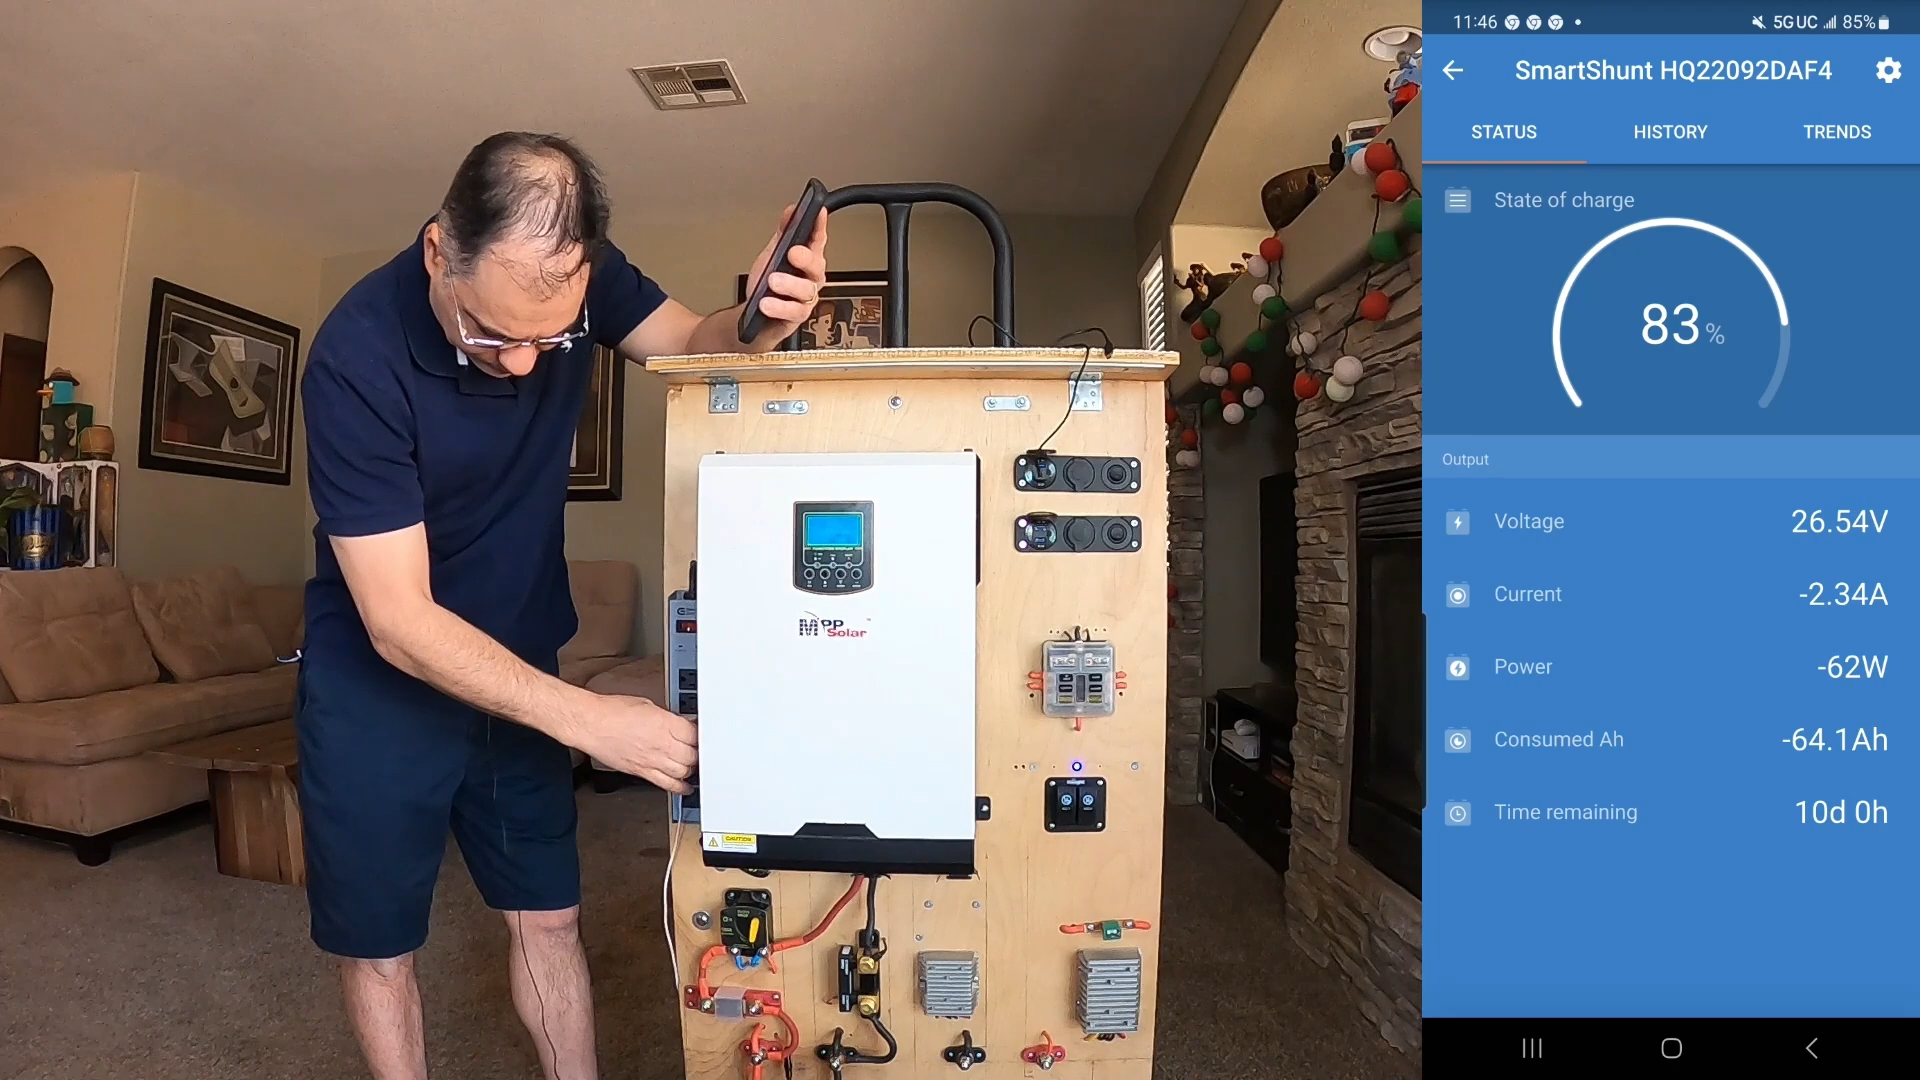 11:46
5G UC
85%
SmartShunt HQ22092DAF4
STATUS
HISTORY
TRENDS
State of charge
83%
Output
Voltage
26.54V
Current
-2.34A
Power
-62W
Consumed Ah
-64.1Ah
Time remaining
10d 0h
MPP
Solar
CAUTION